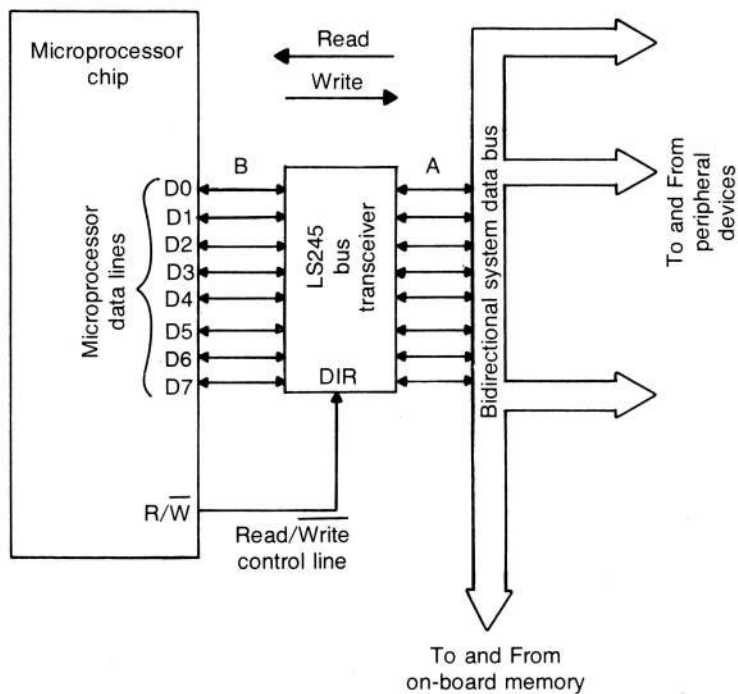 Microprocessor
chip
Read
Write
B
A
D0
D1
D2
D3
D4
D5
D6
D7
Microprocessor
data lines
LS245
bus
transceiver
DIR
Bidirectional system data bus
To and From
peripheral
devices
R/W̅
Read/W̅r̅i̅t̅e̅
control line
To and From
on-board memory